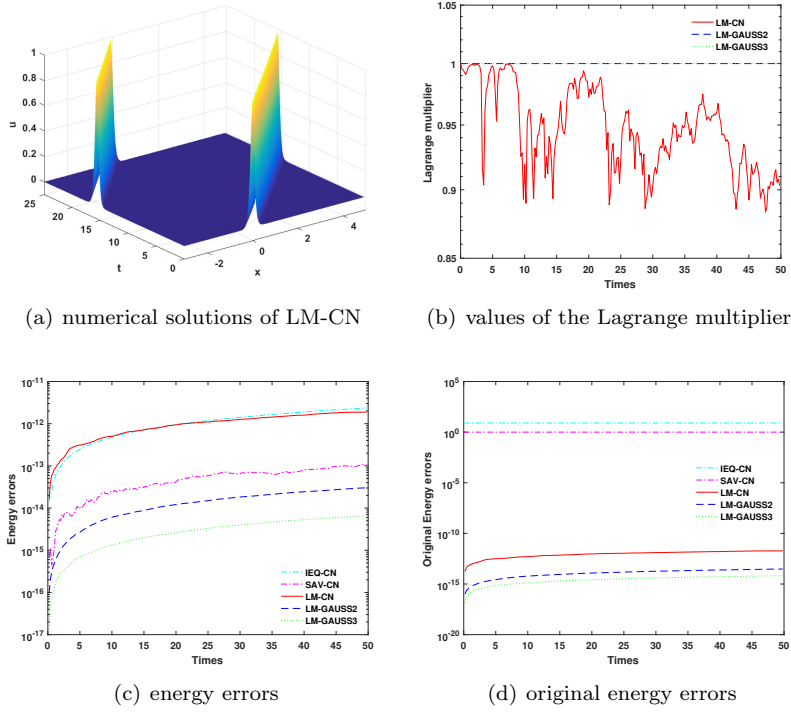 1
0.8
0.6
0.4
0.2
0
u
25
20
15
10
5
0
t
-2
0
2
4
x
(a) numerical solutions of LM-CN
1.05
1
0.95
0.9
0.85
Lagrange multiplier
LM-CN
LM-GAUSS2
LM-GAUSS3
0 5 10 15 20 25 30 35 40 45 50
Times
(b) values of the Lagrange multiplier
10-11
10-12
10-13
10-14
10-15
10-16
10-17
Energy errors
IEQ-CN
SAV-CN
LM-CN
LM-GAUSS2
LM-GAUSS3
0 5 10 15 20 25 30 35 40 45 50
Times
(c) energy errors
105
100
10-5
10-10
10-15
10-20
Original Energy errors
IEQ-CN
SAV-CN
LM-CN
LM-GAUSS2
LM-GAUSS3
0 5 10 15 20 25 30 35 40 45 50
Times
(d) original energy errors